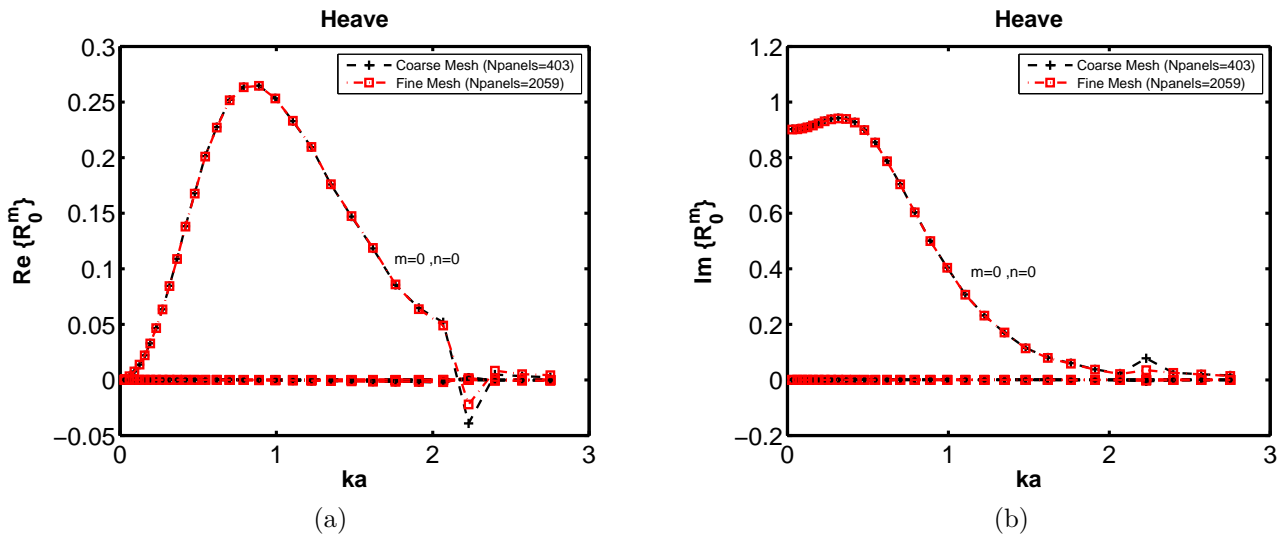 Heave
0.3
0.25
0.2
0.15
0.1
0.05
0
−0.05
Re {R₀ᵐ}
Coarse Mesh (Npanels=403)
Fine Mesh (Npanels=2059)
m=0 ,n=0
0 1 2 3
ka
(a)
Heave
1.2
1
0.8
0.6
0.4
0.2
0
−0.2
Im {R₀ᵐ}
Coarse Mesh (Npanels=403)
Fine Mesh (Npanels=2059)
m=0 ,n=0
0 1 2 3
ka
(b)